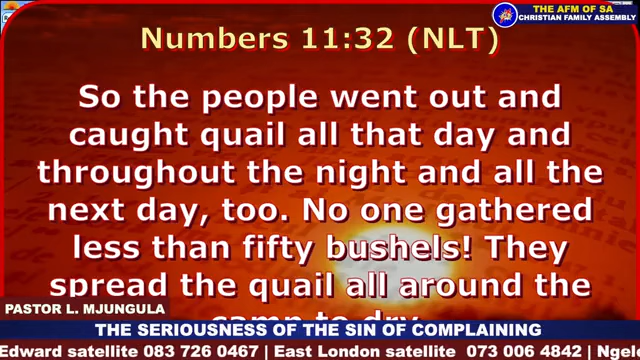 THE AFM OF SA
CHRISTIAN FAMILY ASSEMBLY
Numbers 11:32 (NLT)
So the people went out and
caught quail all that day and
throughout the night and all the
next day, too. No one gathered
less than fifty bushels! They
spread the quail all around the
camp to dry.
PASTOR L. MJUNGULA
THE SERIOUSNESS OF THE SIN OF COMPLAINING
Edward satellite 083 726 0467 | East London satellite 073 006 4842 | Ngel